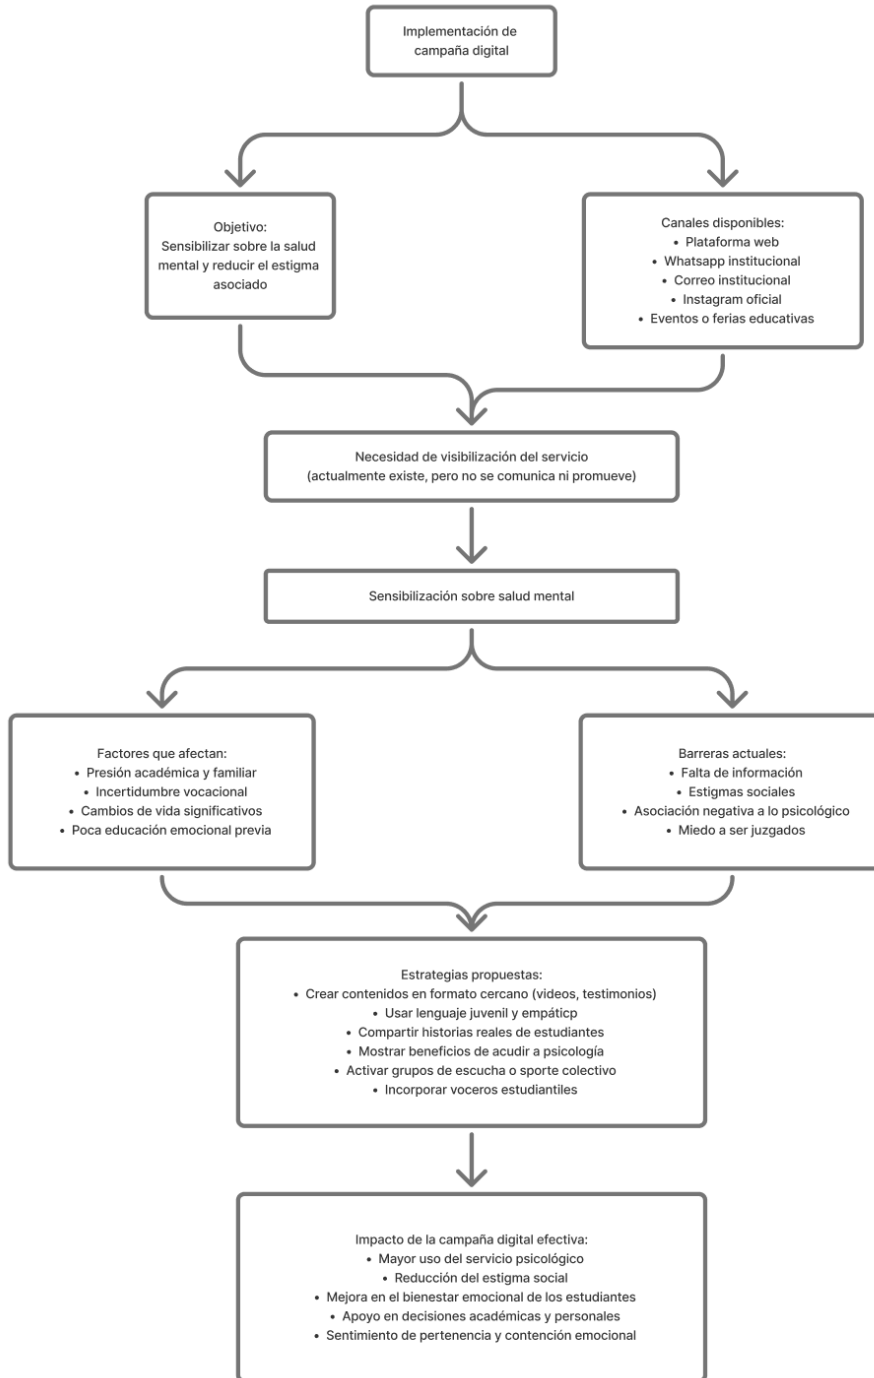 Implementación de
campaña digital
Objetivo:
Sensibilizar sobre la salud
mental y reducir el estigma
asociado
Canales disponibles:
• Plataforma web
• Whatsapp institucional
• Correo institucional
• Instagram oficial
• Eventos o ferias educativas
Necesidad de visibilización del servicio
(actualmente existe, pero no se comunica ni promueve)
Sensibilización sobre salud mental
Factores que afectan:
• Presión académica y familiar
• Incertidumbre vocacional
• Cambios de vida significativos
• Poca educación emocional previa
Barreras actuales:
• Falta de información
• Estigmas sociales
• Asociación negativa a lo psicológico
• Miedo a ser juzgados
Estrategias propuestas:
• Crear contenidos en formato cercano (videos, testimonios)
• Usar lenguaje juvenil y empáticp
• Compartir historias reales de estudiantes
• Mostrar beneficios de acudir a psicología
• Activar grupos de escucha o sporte colectivo
• Incorporar voceros estudiantiles
Impacto de la campaña digital efectiva:
• Mayor uso del servicio psicológico
• Reducción del estigma social
• Mejora en el bienestar emocional de los estudiantes
• Apoyo en decisiones académicas y personales
• Sentimiento de pertenencia y contención emocional